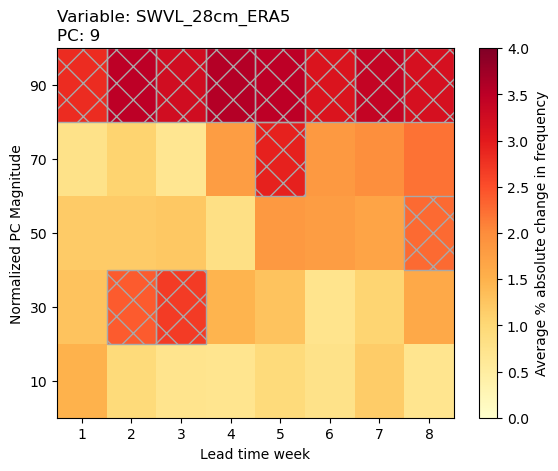 Variable: SWVL_28cm_ERA5
PC: 9
Normalized PC Magnitude
90
70
50
30
10
1 2 3 4 5 6 7 8
Lead time week
4.0
3.5
3.0
2.5
2.0
1.5
1.0
0.5
0.0
Average % absolute change in frequency